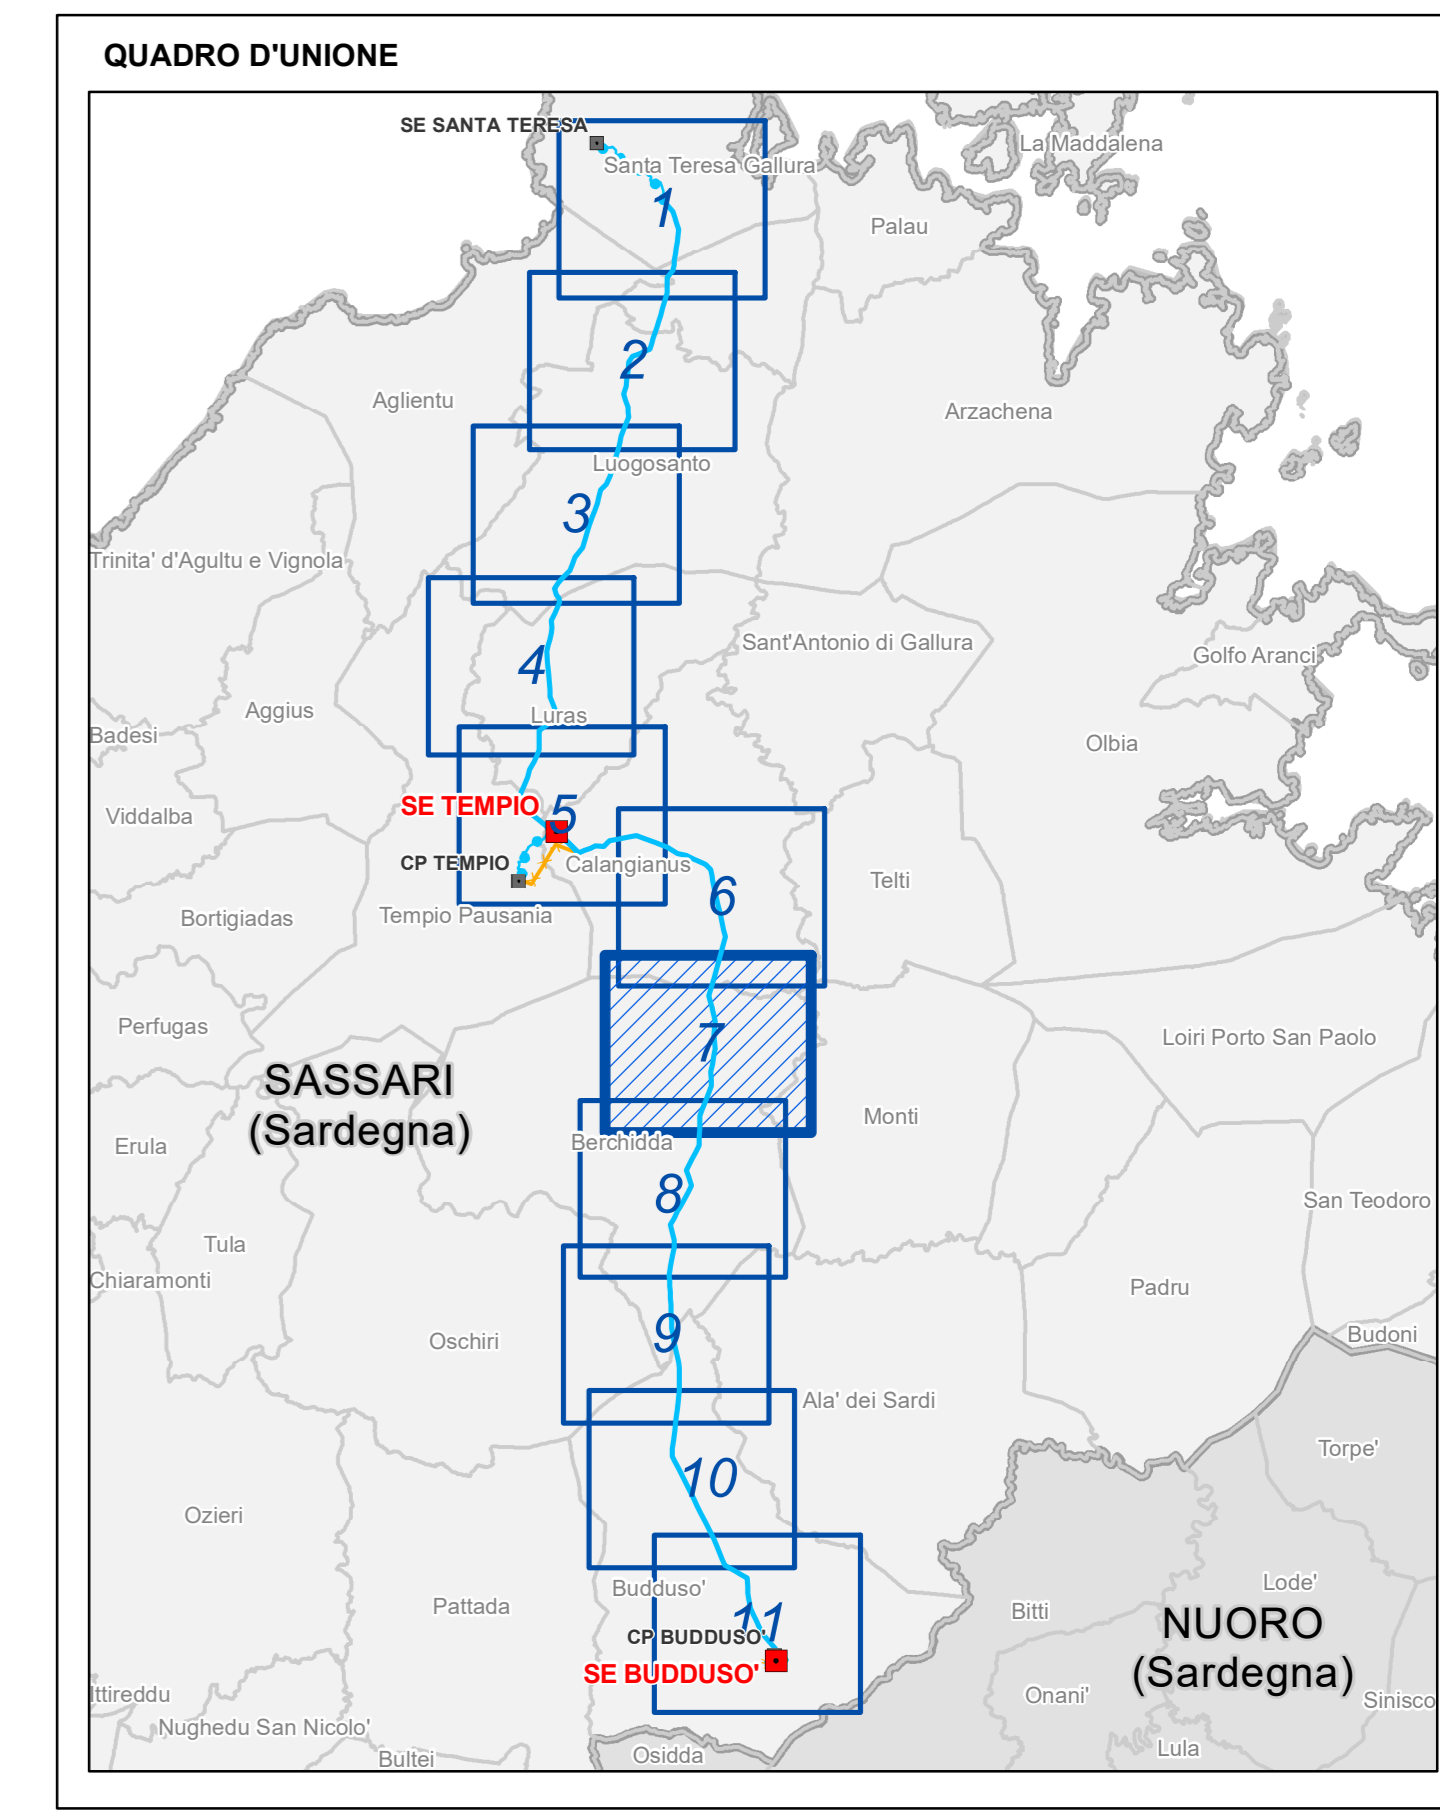 QUADRO D'UNIONE
SE SANTA TERESA
La Maddalena
Santa Teresa Gallura
1
Palau
2
Aglientu
Arzachena
Luogosanto
3
Trinita' d'Agultu e Vignola
Sant'Antonio di Gallura
Golfo Aranci
4
Aggius
Luras
Badesi
Olbia
SE TEMPIO
5
Viddalba
CP TEMPIO
Calangianus
Telti
6
Bortigiadas
Tempio Pausania
Perfugas
Loiri Porto San Paolo
7
SASSARI
(Sardegna)
Monti
Erula
Berchidda
8
San Teodoro
Tula
Chiaramonti
Padru
9
Oschiri
Budoni
Ala' dei Sardi
Torpe'
10
Ozieri
Budduso'
Lode'
Pattada
Bitti
11
NUORO
(Sardegna)
CP BUDDUSO'
SE BUDDUSO'
Ittireddu
Onani'
Sinisco
Nughedu San Nicolo'
Bultei
Osidda
Lula